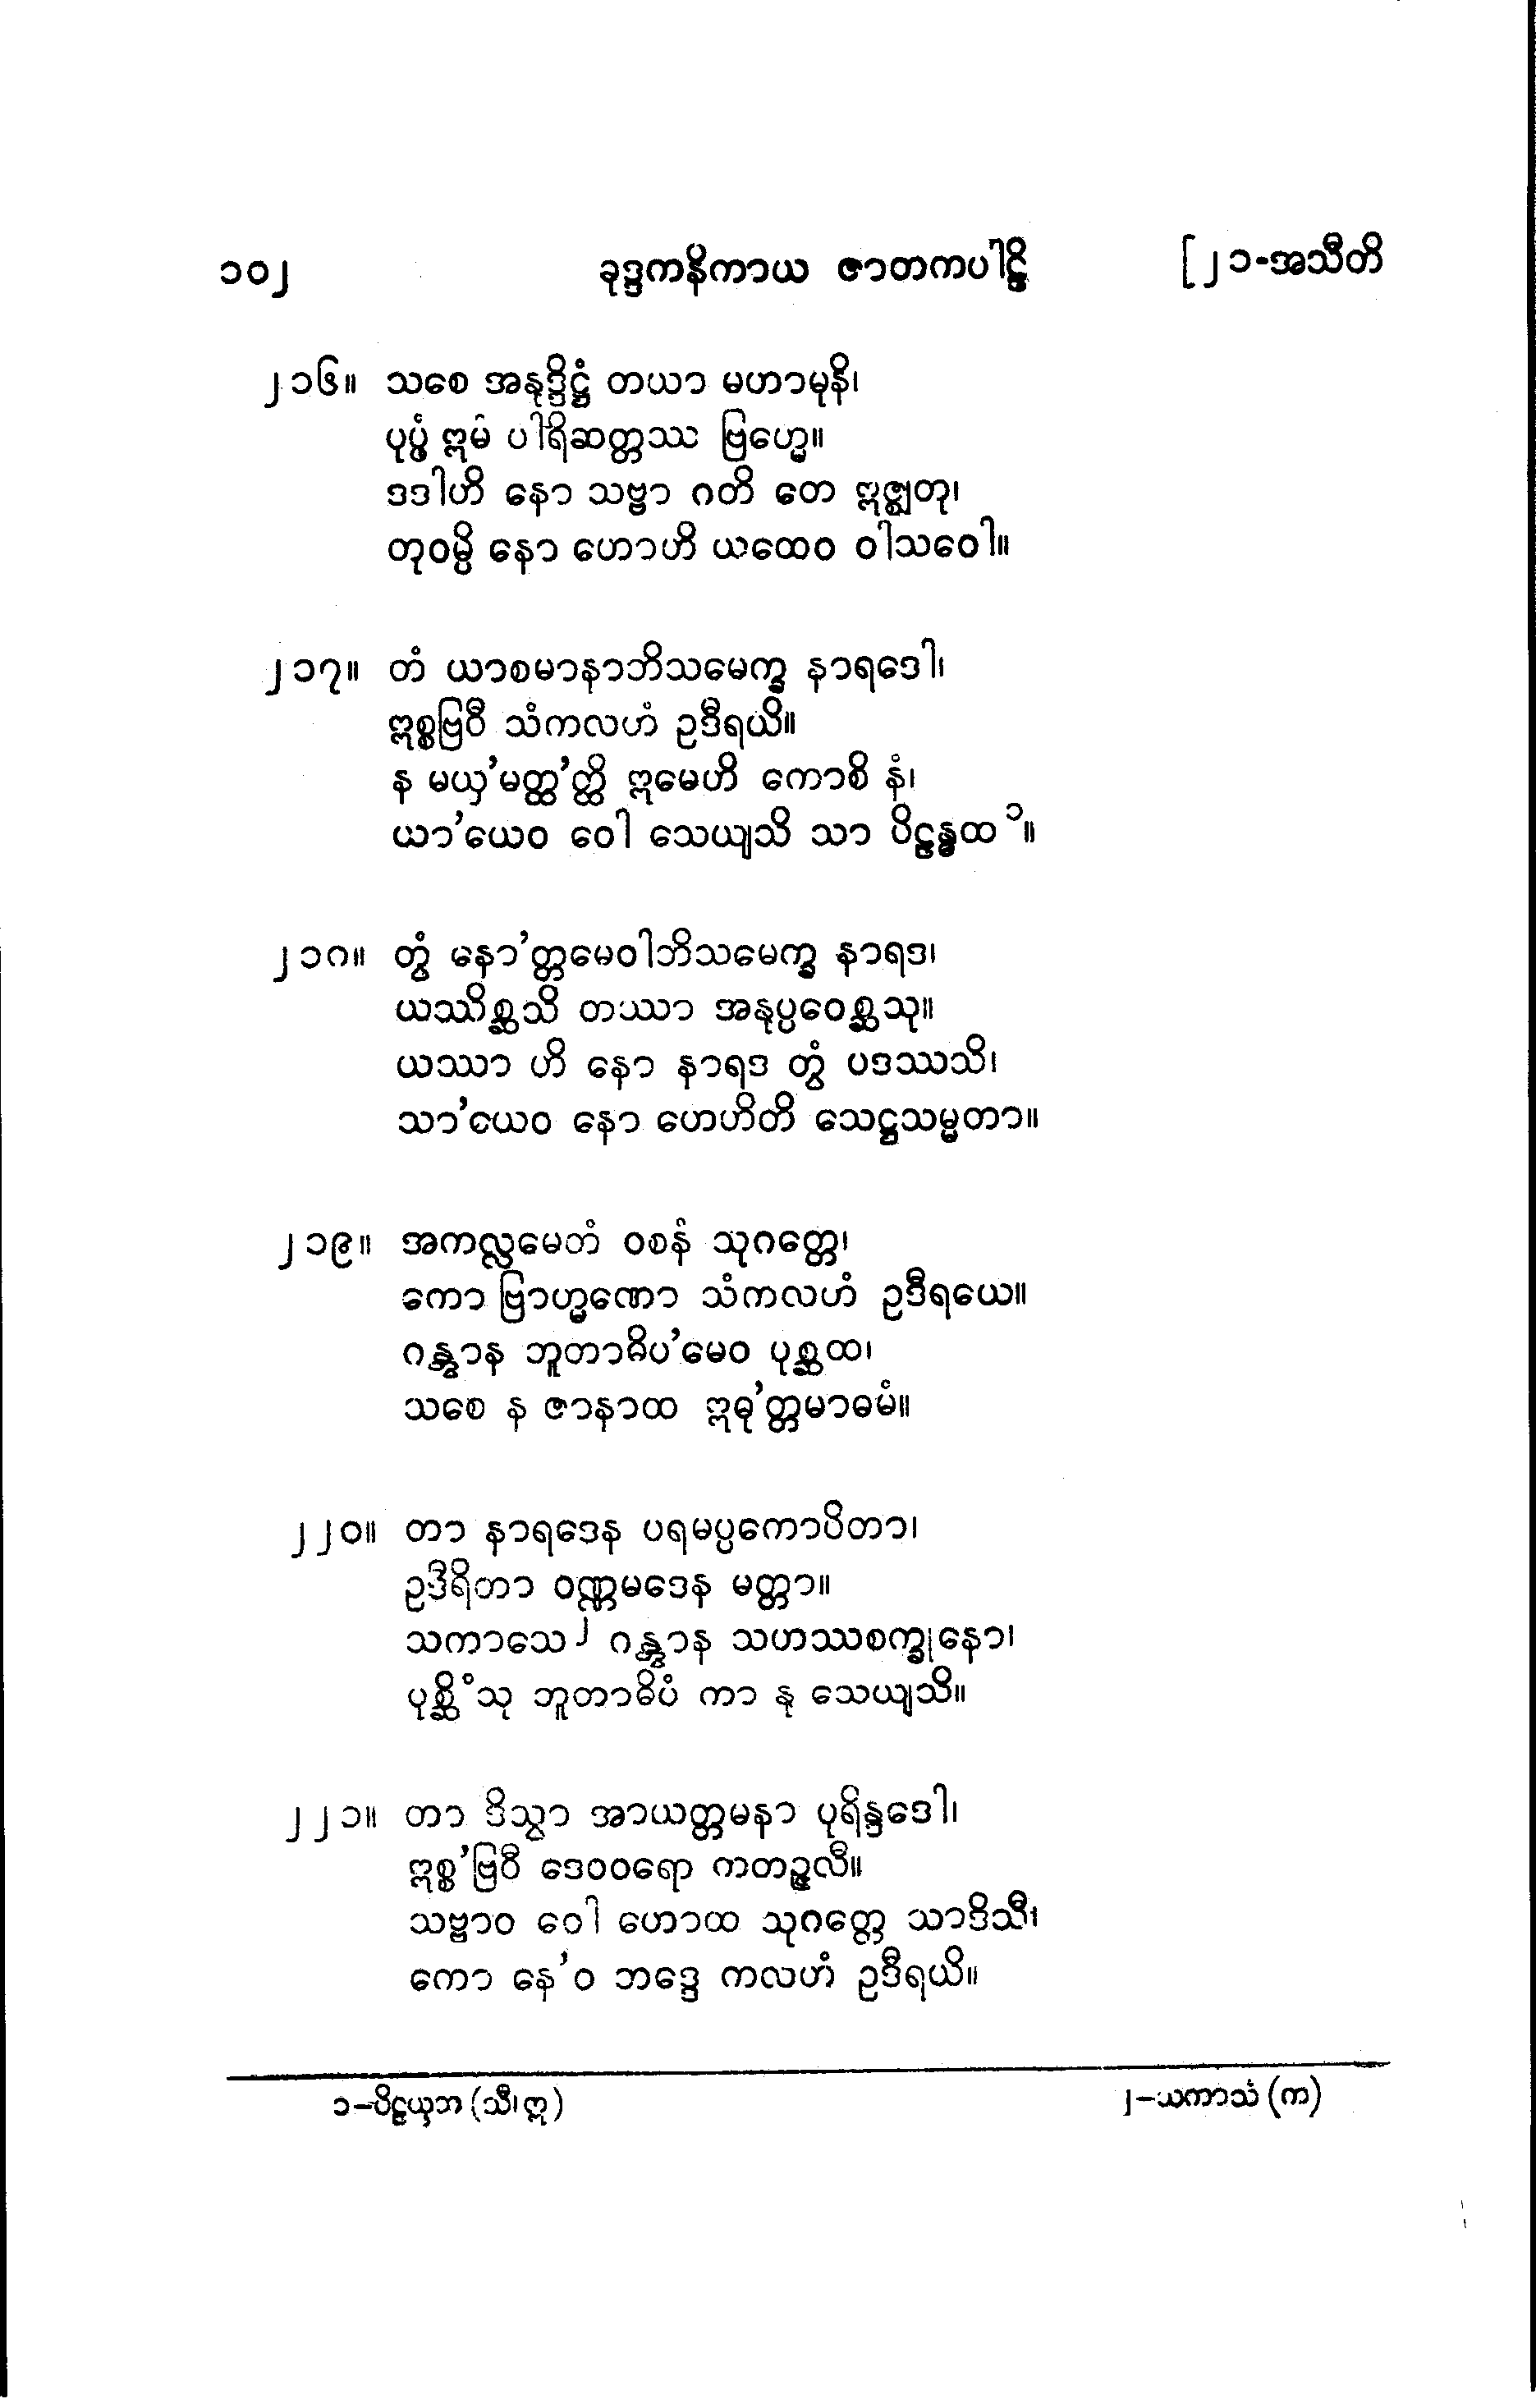 ၁၀၂ ခုဒ္ဒကနိကာယ ဇာတကပါဠိ [၂၁-အသီတိ
၂၁၆။ သစေ အနုဒ္ဒိဋ္ဌံ တယာ မဟာမုနိ၊
ပုပ္ဖံ ဣမံ ပါရိဆတ္တဿ ဗြဟ္မေ။
ဒဒါဟိ နော သဗ္ဗာ ဂတိ တေ ဣဇ္ဈတု၊
တုဝမ္ပိ နော ဟောဟိ ယထေဝ ဝါသဝေါ။
၂၁၇။ တံ ယာစမာနာဘိသမေက္ခ နာရဒေါ၊
ဣစ္စဗြဝီ သံကလဟံ ဥဒီရယိ။
န မယှ’မတ္ထ’တ္ထိ ဣမေဟိ ကောစိ နံ၊
ယာ’ယေဝ ဝေါ သေယျသိ သာ ပိဠန္ဓထ ၁။
၂၁၈။ တွံ နော’တ္တမေဝါဘိသမေက္ခ နာရဒ၊
ယဿိစ္ဆသိ တဿာ အနုပ္ပဝေစ္ဆသု။
ယဿာ ဟိ နော နာရဒ တွံ ပဒဿသိ၊
သာ’ယေဝ နော ဟေဟိတိ သေဋ္ဌသမ္မတာ။
၂၁၉။ အကလ္လမေတံ ဝစနံ သုဂတ္တေ၊
ကော ဗြာဟ္မဏော သံကလဟံ ဥဒီရယေ။
ဂန္တွာန ဘူတာဓိပ’မေဝ ပုစ္ဆထ၊
သစေ န ဇာနာထ ဣဓု’တ္တမာဓမံ။
၂၂၀။ တာ နာရဒေန ပရမပ္ပကောပိတာ၊
ဥဒီရိတာ ဝဏ္ဏမဒေန မတ္တာ။
သကာသေ ၂ ဂန္တွာန သဟဿစက္ခုနော၊
ပုစ္ဆိံသု ဘူတာဓိပံ ကာ နု သေယျသိ။
၂၂၁။ တာ ဒိသွာ အာယတ္တမနာ ပုရိန္ဒဒေါ၊
ဣစ္စ’ဗြဝီ ဒေဝဝရော ကတဉ္ဇလီ။
သဗ္ဗာဝ ဝေါ ဟောထ သုဂတ္တေ သာဒိသီ၊
ကော နေ’ဝ ဘဒ္ဒေ ကလဟံ ဥဒီရယိ။
၁–ပိဠယှဘ (သီ၊ဣ) ၂–ယကာသံ (က)